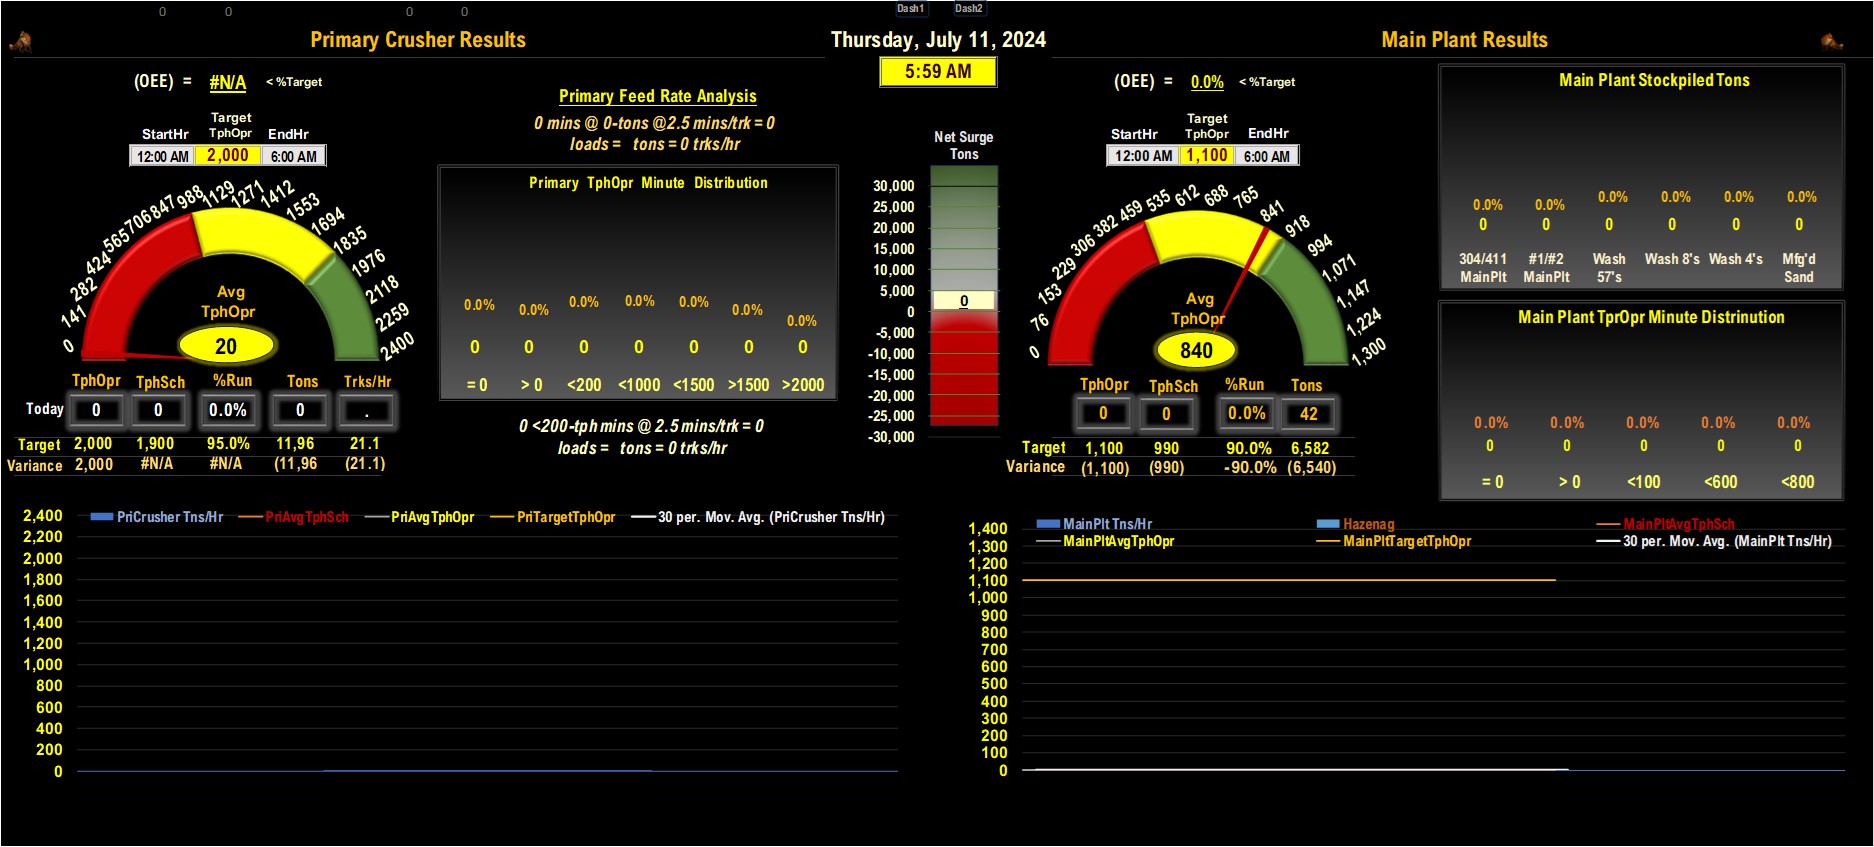 0 0 0 0 Dash1 Dash2
Primary Crusher Results
Thursday, July 11, 2024
Main Plant Results
5:59 AM
(OEE) = #N/A < %Target
Target
StartHr TphOpr EndHr
12:00 AM 2,000 6:00 AM
0 141 282 424 565 706 847 988 1129 1271 1412 1553 1694 1835 1976 2118 2259 2400
Avg
TphOpr
20
TphOpr TphSch %Run Tons Trks/Hr
Today 0 0 0.0% 0 .
Target 2,000 1,900 95.0% 11,96 21.1
Variance 2,000 #N/A #N/A (11,96 (21.1)
Primary Feed Rate Analysis
0 mins @ 0-tons @2.5 mins/trk = 0
loads = tons = 0 trks/hr
Primary TphOpr Minute Distribution
0.0% 0.0% 0.0% 0.0% 0.0% 0.0% 0.0%
0 0 0 0 0 0 0
= 0 > 0 <200 <1000 <1500 >1500 >2000
0 <200-tph mins @ 2.5 mins/trk = 0
loads = tons = 0 trks/hr
Net Surge
Tons
30,000
25,000
20,000
15,000
10,000
5,000
0
0
-5,000
-10,000
-15,000
-20,000
-25,000
-30,000
(OEE) = 0.0% < %Target
Target
StartHr TphOpr EndHr
12:00 AM 1,100 6:00 AM
0 76 153 229 306 382 459 535 612 688 765 841 918 994 1,071 1,147 1,224 1,300
Avg
TphOpr
840
TphOpr TphSch %Run Tons
0 0 0.0% 42
Target 1,100 990 90.0% 6,582
Variance (1,100) (990) -90.0% (6,540)
Main Plant Stockpiled Tons
0.0% 0.0% 0.0% 0.0% 0.0% 0.0%
0 0 0 0 0 0
304/411 #1/#2 Wash Wash 8's Wash 4's Mfg'd
MainPlt MainPlt 57's Sand
Main Plant TprOpr Minute Distrinution
0.0% 0.0% 0.0% 0.0% 0.0%
0 0 0 0 0
= 0 > 0 <100 <600 <800
PriCrusher Tns/Hr PriAvgTphSch PriAvgTphOpr PriTargetTphOpr 30 per. Mov. Avg. (PriCrusher Tns/Hr)
2,400
2,200
2,000
1,800
1,600
1,400
1,200
1,000
800
600
400
200
0
MainPlt Tns/Hr Hazenag MainPltAvgTphSch
MainPltAvgTphOpr MainPltTargetTphOpr 30 per. Mov. Avg. (MainPlt Tns/Hr)
1,400
1,300
1,200
1,100
1,000
900
800
700
600
500
400
300
200
100
0